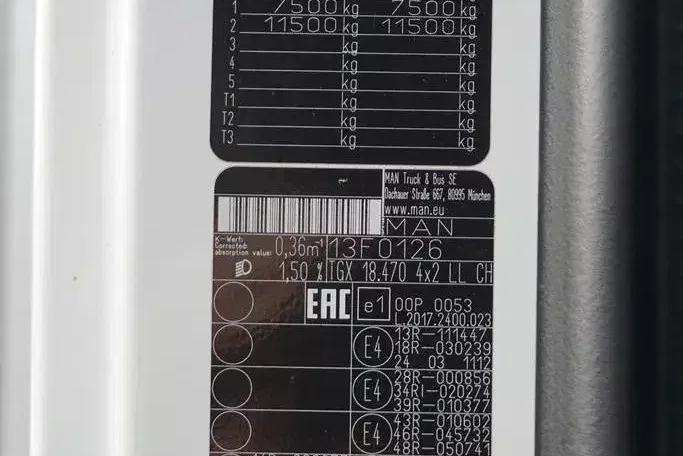 1 7500 kg 7500 kg
2 11500 kg 11500 kg
3 kg kg
4 kg kg
5 kg kg
T1 kg kg
T2 kg kg
T3 kg kg
MAN Truck & Bus SE
Dachauer Straße 667, 80995 München
www.man.eu
MAN
K-Wert:
Corrected
absorption value: 0,36m⁻¹ 13F0126
1,50 % TGX 18.470 4x2 LL CH
EAC e1 00P 0053
L.2017.2400.023
13R-111447
E4 18R-030239
24 03 1112
28R-000856
E4 34RI-020274
39R-010377
43R-010602
E4 46R-045732
48R-050741